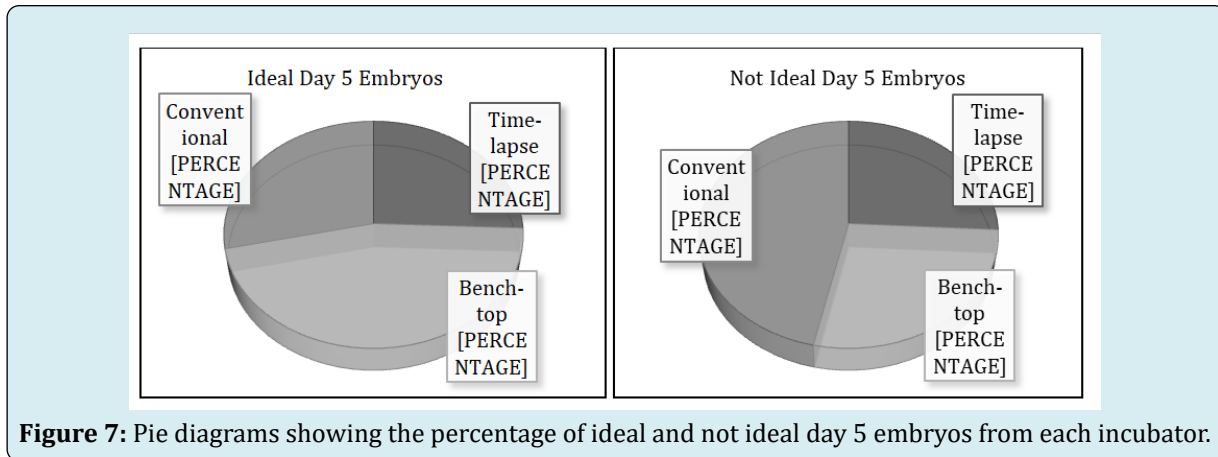 Ideal Day 5 Embryos
Convent
ional
[PERCE
NTAGE]
Time-
lapse
[PERCE
NTAGE]
Bench-
top
[PERCE
NTAGE]
Not Ideal Day 5 Embryos
Convent
ional
[PERCE
NTAGE]
Time-
lapse
[PERCE
NTAGE]
Bench-
top
[PERCE
NTAGE]
Figure 7: Pie diagrams showing the percentage of ideal and not ideal day 5 embryos from each incubator.